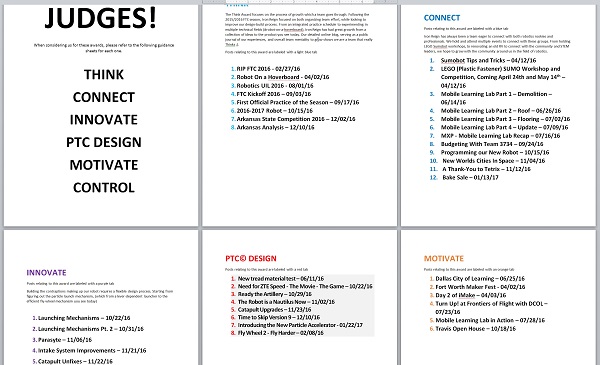 JUDGES!
When considering us for these awards, please refer to the following guidance
sheets for each one.
THINK
CONNECT
INNOVATE
PTC DESIGN
MOTIVATE
CONTROL
Posts pertaining to this award are labeled with a light blue tab
1. RIP FTC 2016 - 02/27/16
2. Robot On a Hoverboard - 04/02/16
3. Robotics UIL 2016 - 08/01/16
4. FTC Kickoff 2016 – 09/03/16
5. First Official Practice of the Season – 09/17/16
6. 2016-2017 Robot – 10/15/16
7. Arkansas State Competition 2016 – 12/02/16
8. Arkansas Analysis – 12/10/16
CONNECT
Posts pertaining to this award are labeled with a blue tab
1. Sumobot Tips and Tricks – 04/12/16
2. LEGO (Plastic Fastener) SUMO Workshop and
Competition, Coming April 24th and May 14th –
04/12/16
3. Mobile Learning Lab Part 1 – Demolition –
06/14/16
4. Mobile Learning Lab Part 2 – Roof – 06/26/16
5. Mobile Learning Lab Part 3 – Flooring – 07/02/16
6. Mobile Learning Lab Part 4 – Update – 07/09/16
7. MXP - Mobile Learning Lab Recap – 07/16/16
8. Budgeting With Team 3734 – 09/24/16
9. Programming our New Robot – 10/15/16
10. New Worlds Cities In Space – 11/04/16
11. A Thank-You to Tetrix – 11/12/16
12. Bake Sale – 01/13/17
INNOVATE
Posts pertaining to this award are labeled with a purple tab
1. Launching Mechanisms – 10/22/16
2. Launching Mechanisms Pt. 2 – 10/31/16
3. Parasyte – 11/06/16
4. Intake System Improvements – 11/21/16
5. Catapult Unfixes – 11/22/16
PTC© DESIGN
Posts pertaining to this award are labeled with a red tab
1. New tread material test – 06/11/16
2. Need for ZTE Speed - The Movie - The Game – 10/22/16
3. Ready the Artillery – 10/29/16
4. The Robot is a Nautilus Now – 11/02/16
5. Catapult Upgrades – 11/23/16
6. Time to Skip Version 9 – 12/10/16
7. Introducing the New Particle Accelerator - 01/22/17
8. Fly Wheel 2 - Fly Harder – 02/08/16
MOTIVATE
Posts pertaining to this award are labeled with an orange tab
1. Dallas City of Learning – 06/25/16
2. Fort Worth Maker Fest - 04/02/16
3. Day 2 of iMake – 04/03/16
4. Turn Up! at Frontiers of Flight with DCOL –
07/23/16
5. Mobile Learning Lab in Action – 07/28/16
6. Travis Open House – 10/18/16